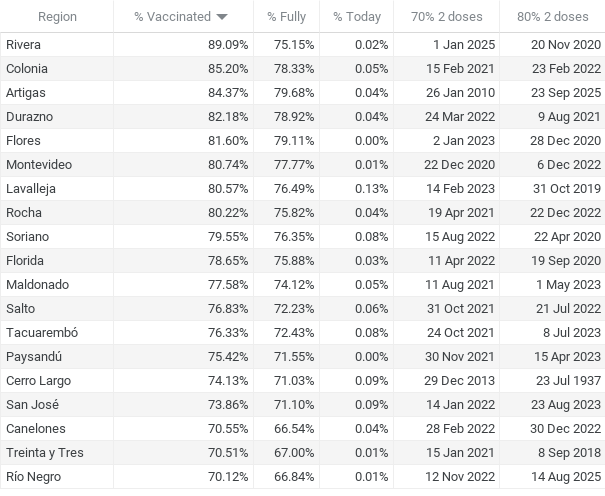 Region % Vaccinated % Fully % Today 70% 2 doses 80% 2 doses
Rivera 89.09% 75.15% 0.02% 1 Jan 2025 20 Nov 2020
Colonia 85.20% 78.33% 0.05% 15 Feb 2021 23 Feb 2022
Artigas 84.37% 79.68% 0.04% 26 Jan 2010 23 Sep 2025
Durazno 82.18% 78.92% 0.04% 24 Mar 2022 9 Aug 2021
Flores 81.60% 79.11% 0.00% 2 Jan 2023 28 Dec 2020
Montevideo 80.74% 77.77% 0.01% 22 Dec 2020 6 Dec 2022
Lavalleja 80.57% 76.49% 0.13% 14 Feb 2023 31 Oct 2019
Rocha 80.22% 75.82% 0.04% 19 Apr 2021 22 Dec 2022
Soriano 79.55% 76.35% 0.08% 15 Aug 2022 22 Apr 2020
Florida 78.65% 75.88% 0.03% 11 Apr 2022 19 Sep 2020
Maldonado 77.58% 74.12% 0.05% 11 Aug 2021 1 May 2023
Salto 76.83% 72.23% 0.06% 31 Oct 2021 21 Jul 2022
Tacuarembó 76.33% 72.43% 0.08% 24 Oct 2021 8 Jul 2023
Paysandú 75.42% 71.55% 0.00% 30 Nov 2021 15 Apr 2023
Cerro Largo 74.13% 71.03% 0.09% 29 Dec 2013 23 Jul 1937
San José 73.86% 71.10% 0.09% 14 Jan 2022 23 Aug 2023
Canelones 70.55% 66.54% 0.04% 28 Feb 2022 30 Dec 2022
Treinta y Tres 70.51% 67.00% 0.01% 15 Jan 2021 8 Sep 2018
Río Negro 70.12% 66.84% 0.01% 12 Nov 2022 14 Aug 2025